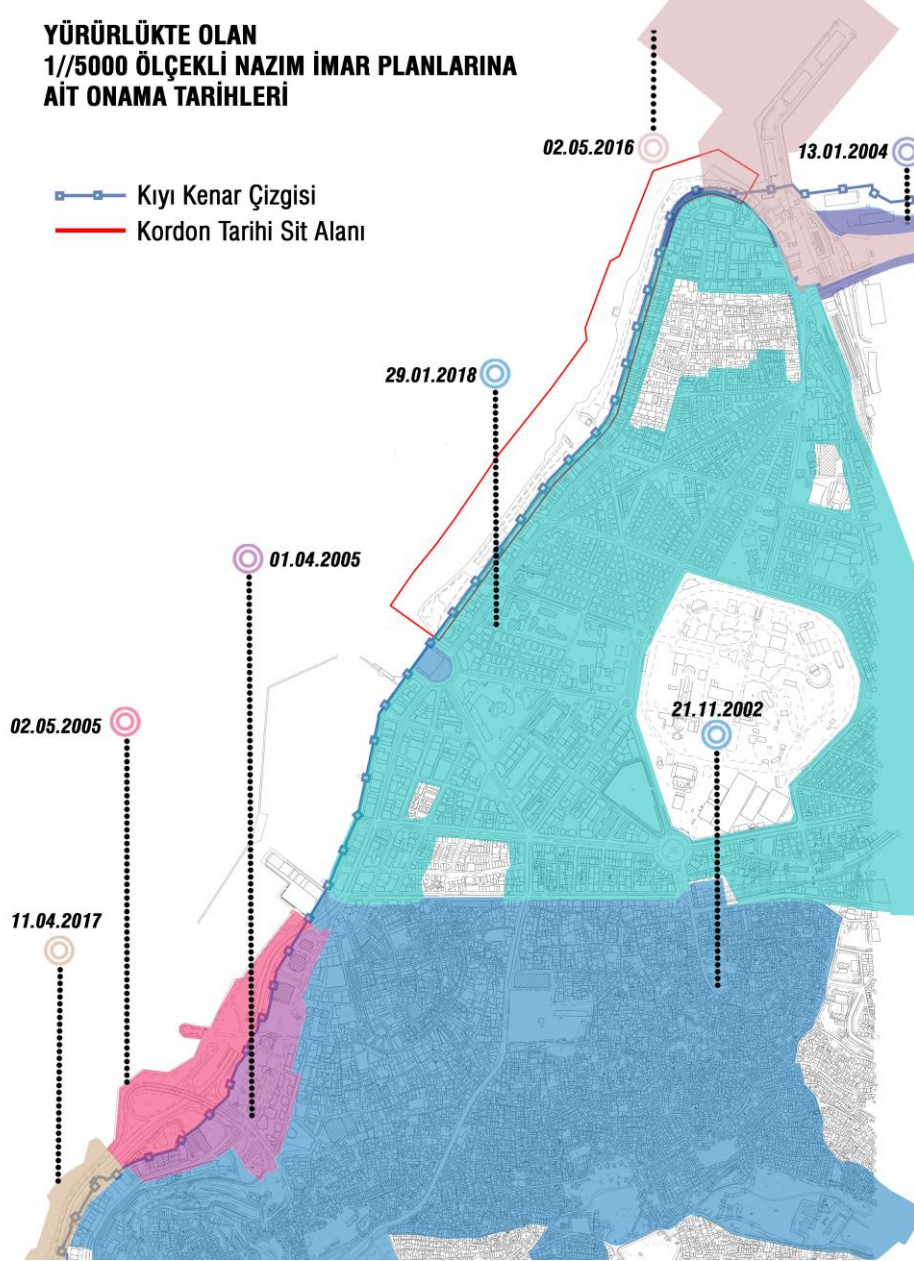 YÜRÜRLÜKTE OLAN
1//5000 ÖLÇEKLİ NAZIM İMAR PLANLARINA
AİT ONAMA TARİHLERİ
02.05.2016
13.01.2004
Kıyı Kenar Çizgisi
Kordon Tarihi Sit Alanı
29.01.2018
01.04.2005
21.11.2002
02.05.2005
11.04.2017